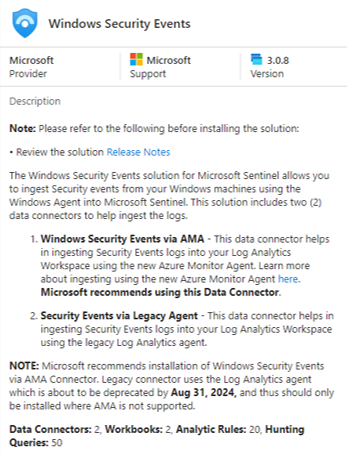 Windows Security Events
Microsoft
Provider
Microsoft
Support
3.0.8
Version
Description
Note: Please refer to the following before installing the solution:
• Review the solution Release Notes
The Windows Security Events solution for Microsoft Sentinel allows you
to ingest Security events from your Windows machines using the
Windows Agent into Microsoft Sentinel. This solution includes two (2)
data connectors to help ingest the logs.
1. Windows Security Events via AMA - This data connector helps
in ingesting Security Events logs into your Log Analytics
Workspace using the new Azure Monitor Agent. Learn more
about ingesting using the new Azure Monitor Agent here.
Microsoft recommends using this Data Connector.
2. Security Events via Legacy Agent - This data connector helps in
ingesting Security Events logs into your Log Analytics Workspace
using the legacy Log Analytics agent.
NOTE: Microsoft recommends installation of Windows Security Events
via AMA Connector. Legacy connector uses the Log Analytics agent
which is about to be deprecated by Aug 31, 2024, and thus should only
be installed where AMA is not supported.
Data Connectors: 2, Workbooks: 2, Analytic Rules: 20, Hunting
Queries: 50